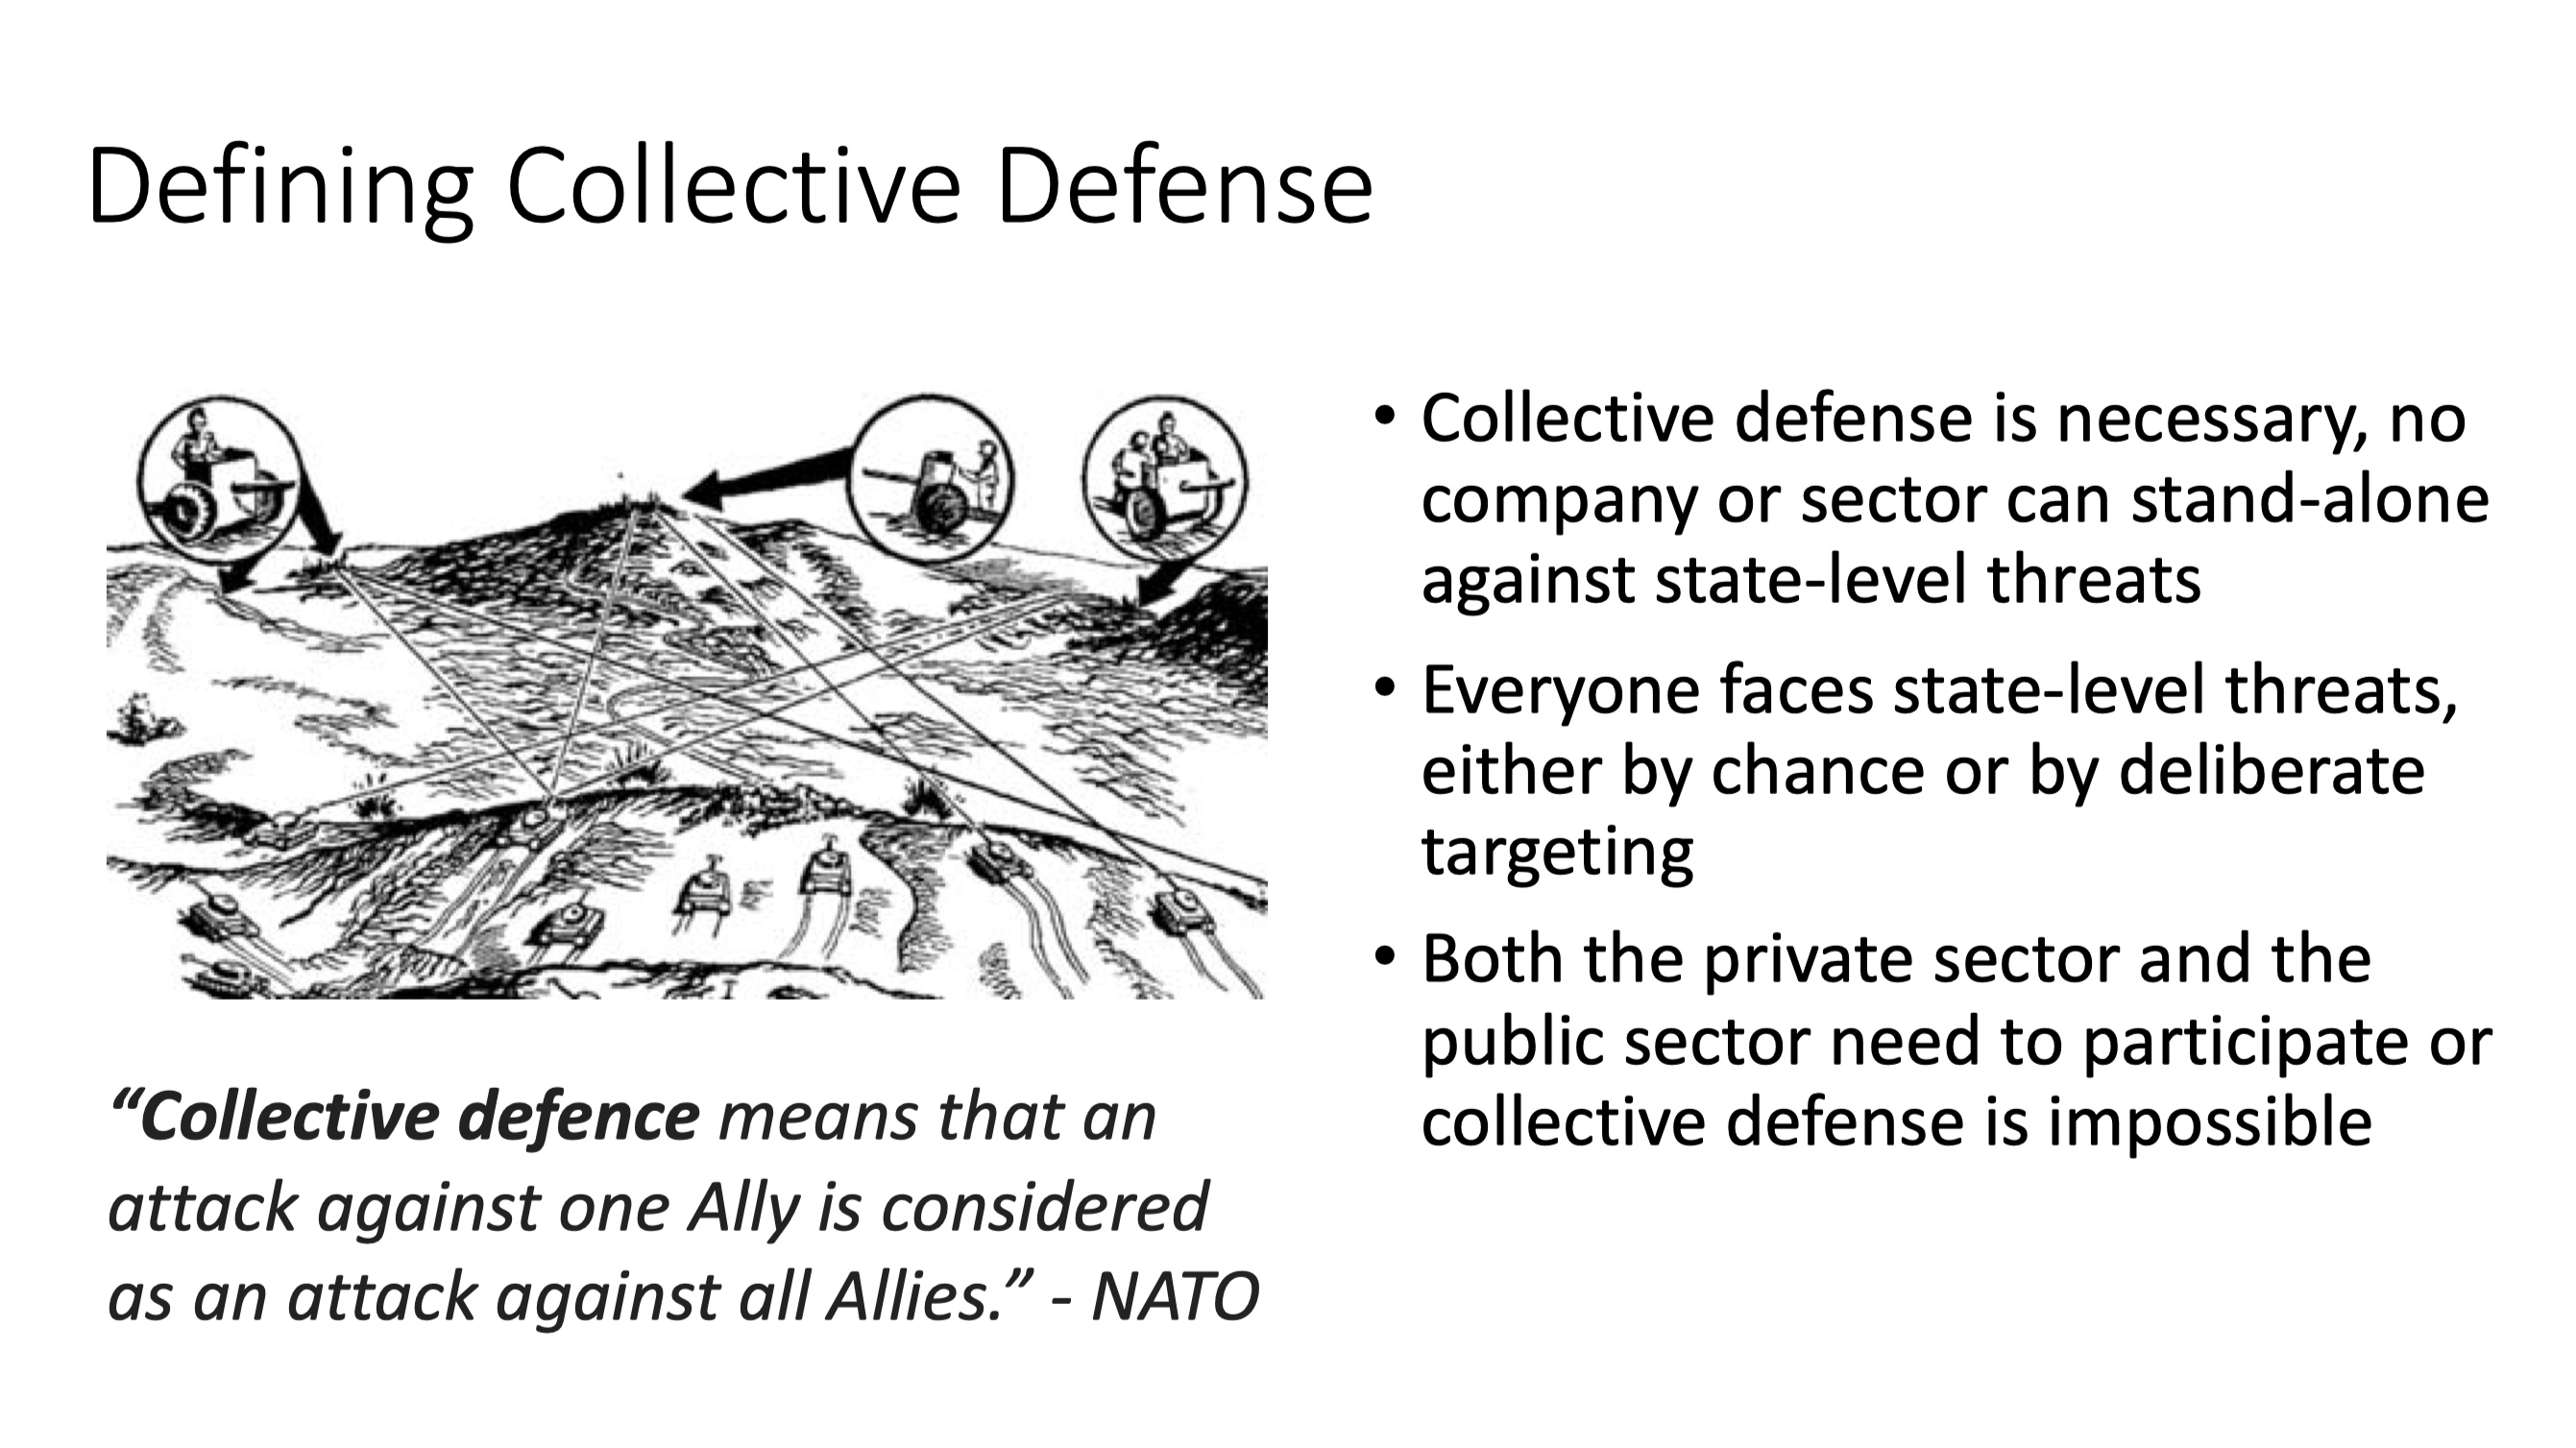 Defining Collective Defense
“Collective defence means that an
attack against one Ally is considered
as an attack against all Allies.” - NATO
• Collective defense is necessary, no
company or sector can stand-alone
against state-level threats
• Everyone faces state-level threats,
either by chance or by deliberate
targeting
• Both the private sector and the
public sector need to participate or
collective defense is impossible